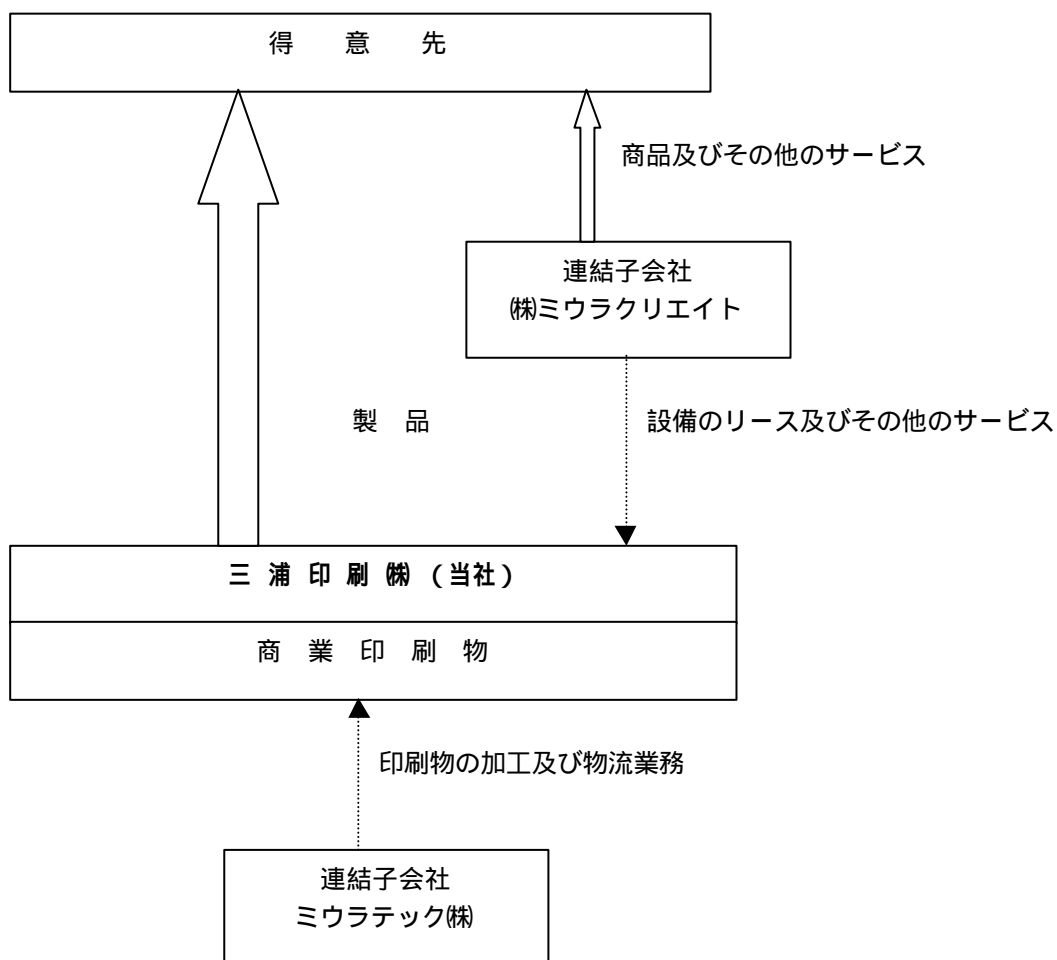 得　意　先
商品及びその他のサービス
連結子会社
㈱ミウラクリエイト
製　品
設備のリース及びその他のサービス
三 浦 印 刷 ㈱ （当社）
商　業　印　刷　物
印刷物の加工及び物流業務
連結子会社
ミウラテック㈱